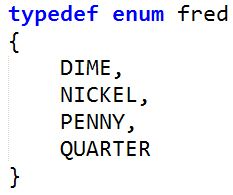 typedef enum fred
{
DIME,
NICKEL,
PENNY,
QUARTER
}